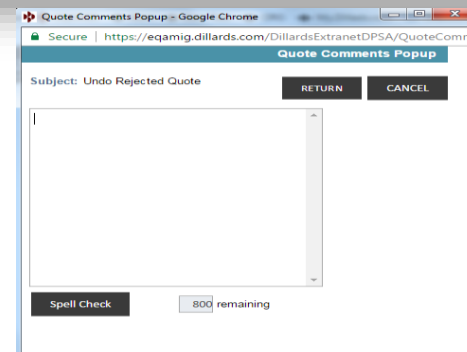 Quote Comments Popup - Google Chrome
Secure | https://eqamig.dillards.com/DillardsExtranetDPSA/QuoteComm
Quote Comments Popup
Subject: Undo Rejected Quote
RETURN
CANCEL
Spell Check
800 remaining